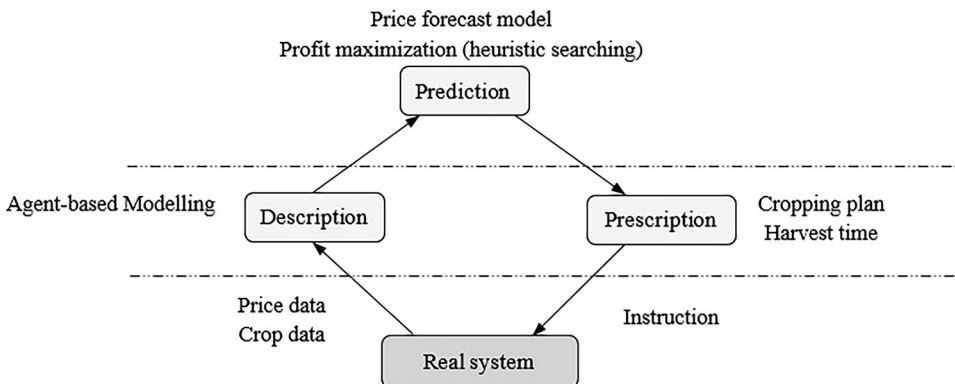 Price forecast model
Profit maximization (heuristic searching)
Prediction
Agent-based Modelling
Description
Prescription
Cropping plan
Harvest time
Price data
Crop data
Instruction
Real system